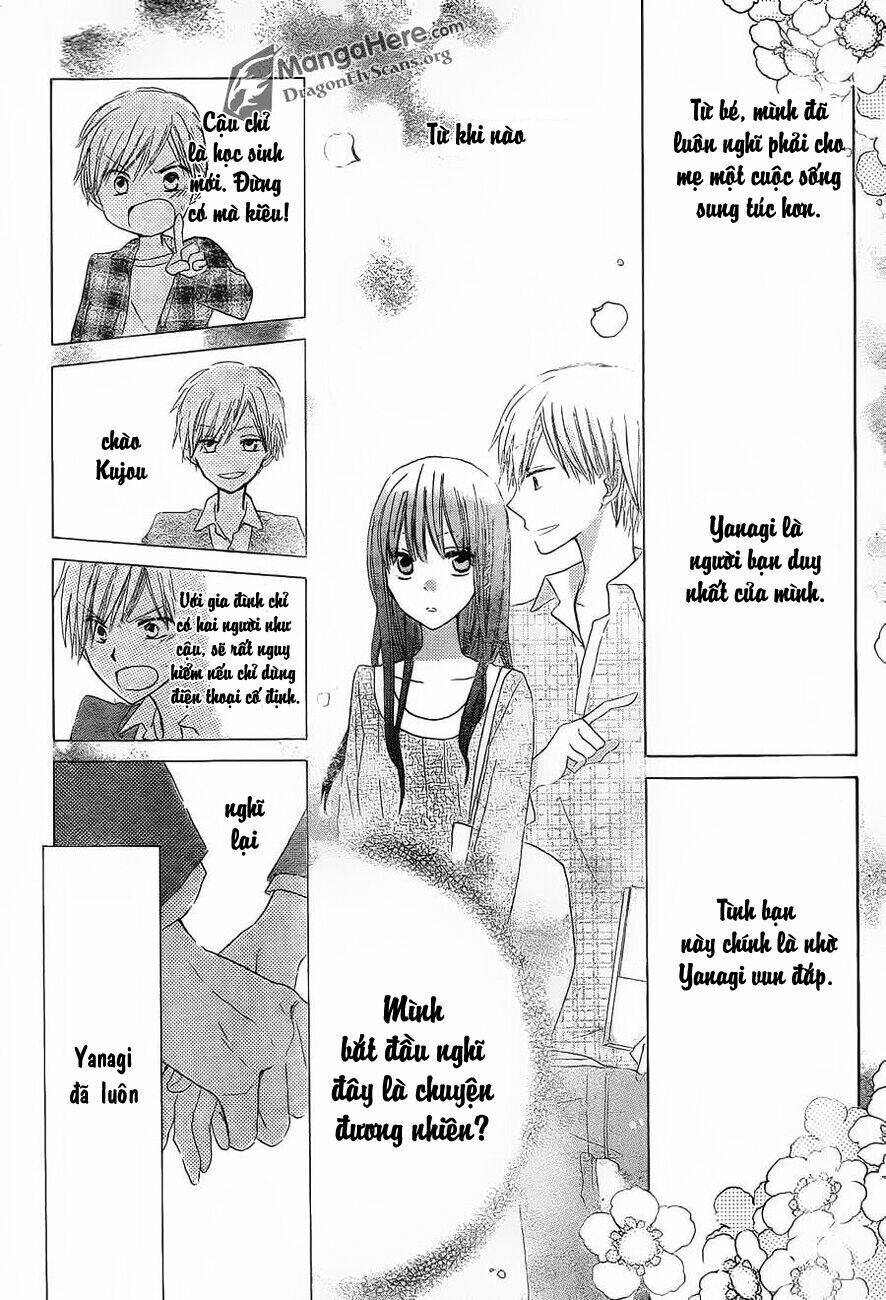 MangaHere.com
DragonFlyScans.org
Từ bé, mình đã
luôn nghĩ phải cho
mẹ một cuộc sống
sung túc hơn.
Yanagi là
người bạn duy
nhất của mình.
Tình bạn
này chính là nhờ
Yanagi vun đắp.
Từ khi nào
Mình
bắt đầu nghĩ
đây là chuyện
đương nhiên?
Cậu chỉ
là học sinh
mới. Đừng
có mà kiêu!
chào
Kujou
Với gia đình chỉ
có hai người như
cậu, sẽ rất nguy
hiểm nếu chỉ dùng
điện thoại cố định.
nghĩ
lại
Yanagi
đã luôn